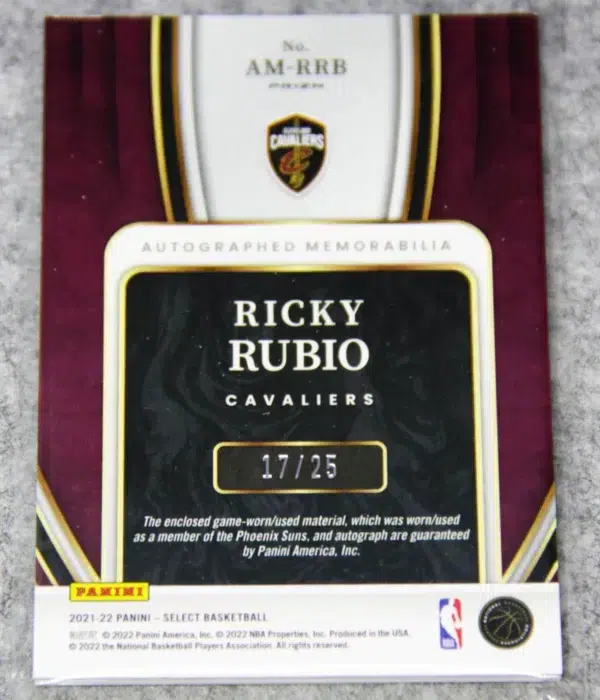 No.
AM-RRB
PRIZM
CAVALIERS
AUTOGRAPHED MEMORABILIA
RICKY
RUBIO
CAVALIERS
17/25
The enclosed game-worn/used material, which was worn/used
as a member of the Phoenix Suns, and autograph are guaranteed
by Panini America, Inc.
PANINI
2021-22 PANINI – SELECT BASKETBALL
© 2022 Panini America, Inc. © 2022 NBA Properties, Inc. Produced in the USA.
© 2022 the National Basketball Players Association. All rights reserved.